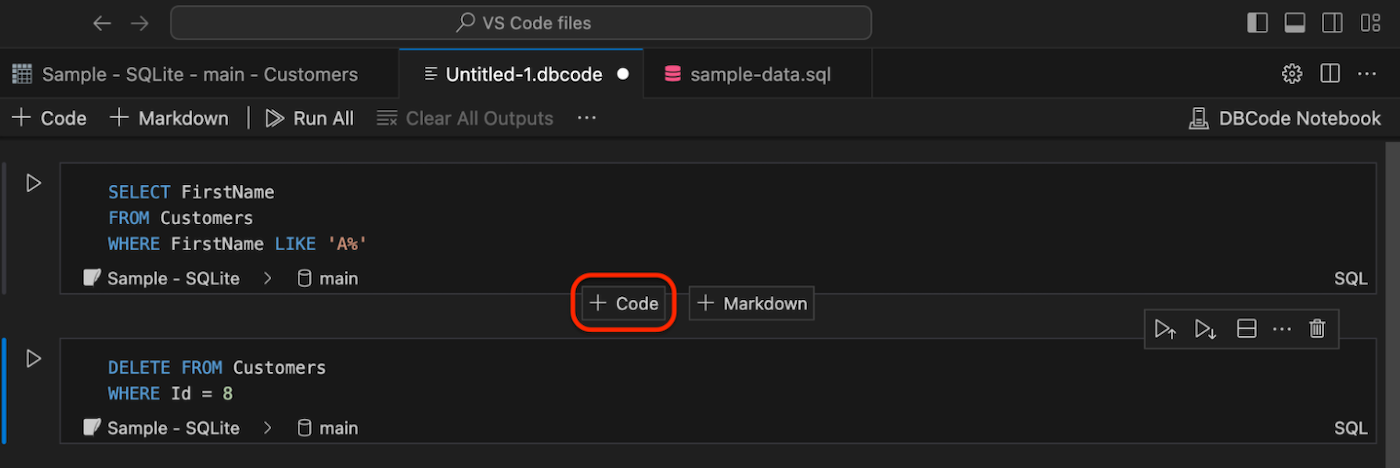 VS Code files
Sample - SQLite - main - Customers
Untitled-1.dbcode
sample-data.sql
Code
Markdown
Run All
Clear All Outputs
DBCode Notebook
SELECT FirstName
FROM Customers
WHERE FirstName LIKE 'A%'
Sample - SQLite > main
SQL
+ Code
+ Markdown
DELETE FROM Customers
WHERE Id = 8
Sample - SQLite > main
SQL